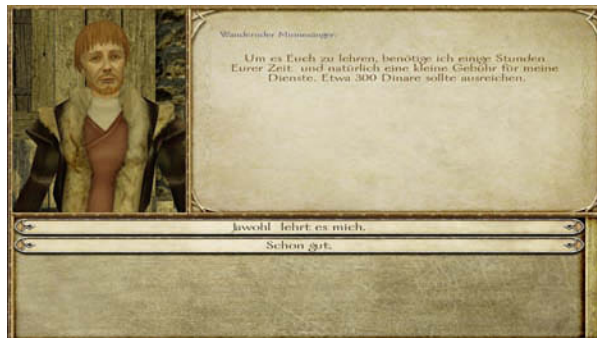 Wandernder Minnesänger:
Um es Euch zu lehren, benötige ich einige Stunden
Eurer Zeit, und natürlich eine kleine Gebühr für meine
Dienste. Etwa 300 Dinare sollte ausreichen.
Jawohl lehrt es mich.
Schon gut.